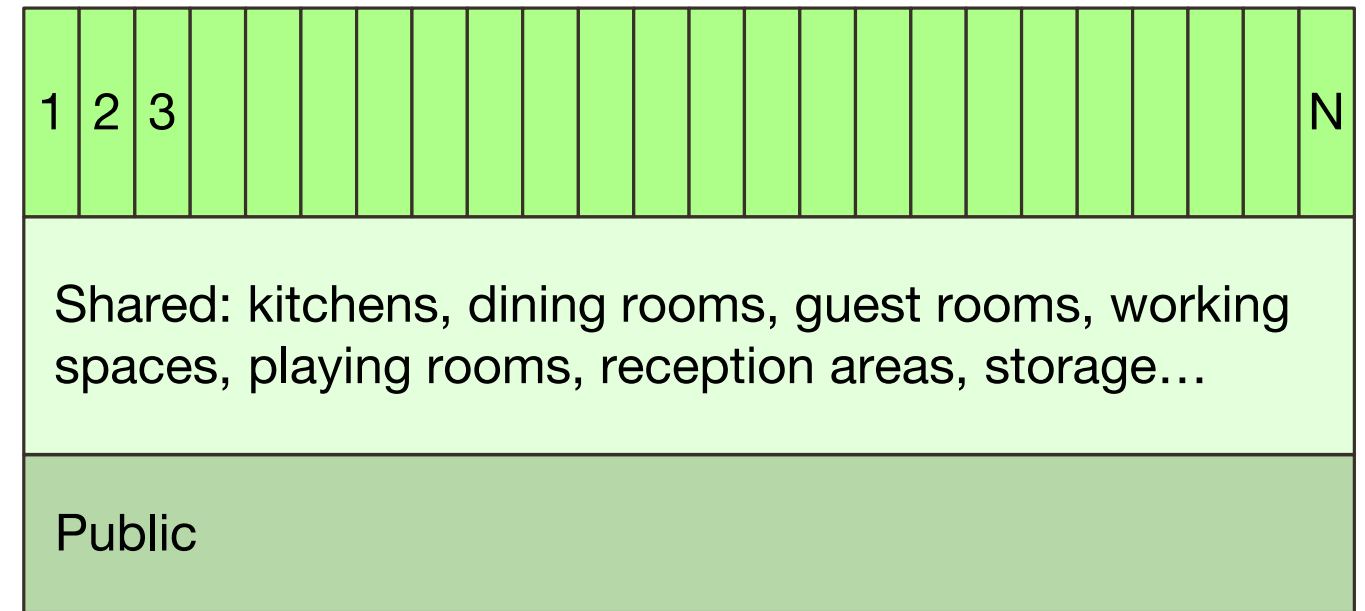 1 2 3 N
Shared: kitchens, dining rooms, guest rooms, working
spaces, playing rooms, reception areas, storage…
Public